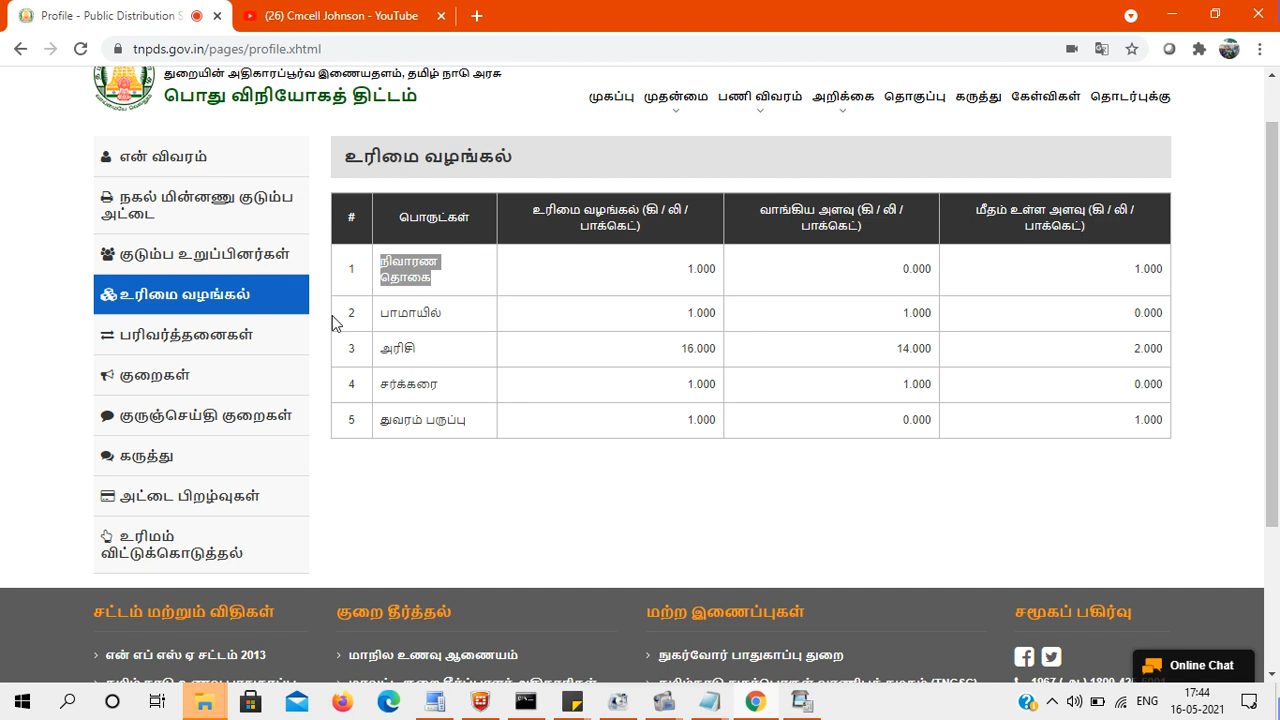 Profile - Public Distribution S
(26) Cmcell Johnson - YouTube
tnpds.gov.in/pages/profile.xhtml
துறையின் அதிகாரப்பூர்வ இணையதளம், தமிழ் நாடு அரசு
பொது விநியோகத் திட்டம்
முகப்பு முதன்மை பணி விவரம் அறிக்கை தொகுப்பு கருத்து கேள்விகள் தொடர்புக்கு
என் விவரம்
நகல் மின்னணு குடும்ப
அட்டை
குடும்ப உறுப்பினர்கள்
உரிமை வழங்கல்
பரிவர்த்தனைகள்
குறைகள்
குருஞ்செய்தி குறைகள்
கருத்து
அட்டை பிறழ்வுகள்
உரிமம்
விட்டுக்கொடுத்தல்
உரிமை வழங்கல்
# பொருட்கள் உரிமை வழங்கல் (கி / லி / வாங்கிய அளவு (கி / லி / மீதம் உள்ள அளவு (கி / லி /
பாக்கெட்) பாக்கெட்) பாக்கெட்)
1 நிவாரண தொகை 1.000 0.000 1.000
2 பாமாயில் 1.000 1.000 0.000
3 அரிசி 16.000 14.000 2.000
4 சர்க்கரை 1.000 1.000 0.000
5 துவரம் பருப்பு 1.000 0.000 1.000
சட்டம் மற்றும் விதிகள் குறை தீர்த்தல் மற்ற இணைப்புகள் சமூகப் பகிர்வு
› என் எப் எஸ் ஏ சட்டம் 2013 › மாநில உணவு ஆணையம் › நுகர்வோர் பாதுகாப்பு துறை
Online Chat
ENG
17:44
16-05-2021